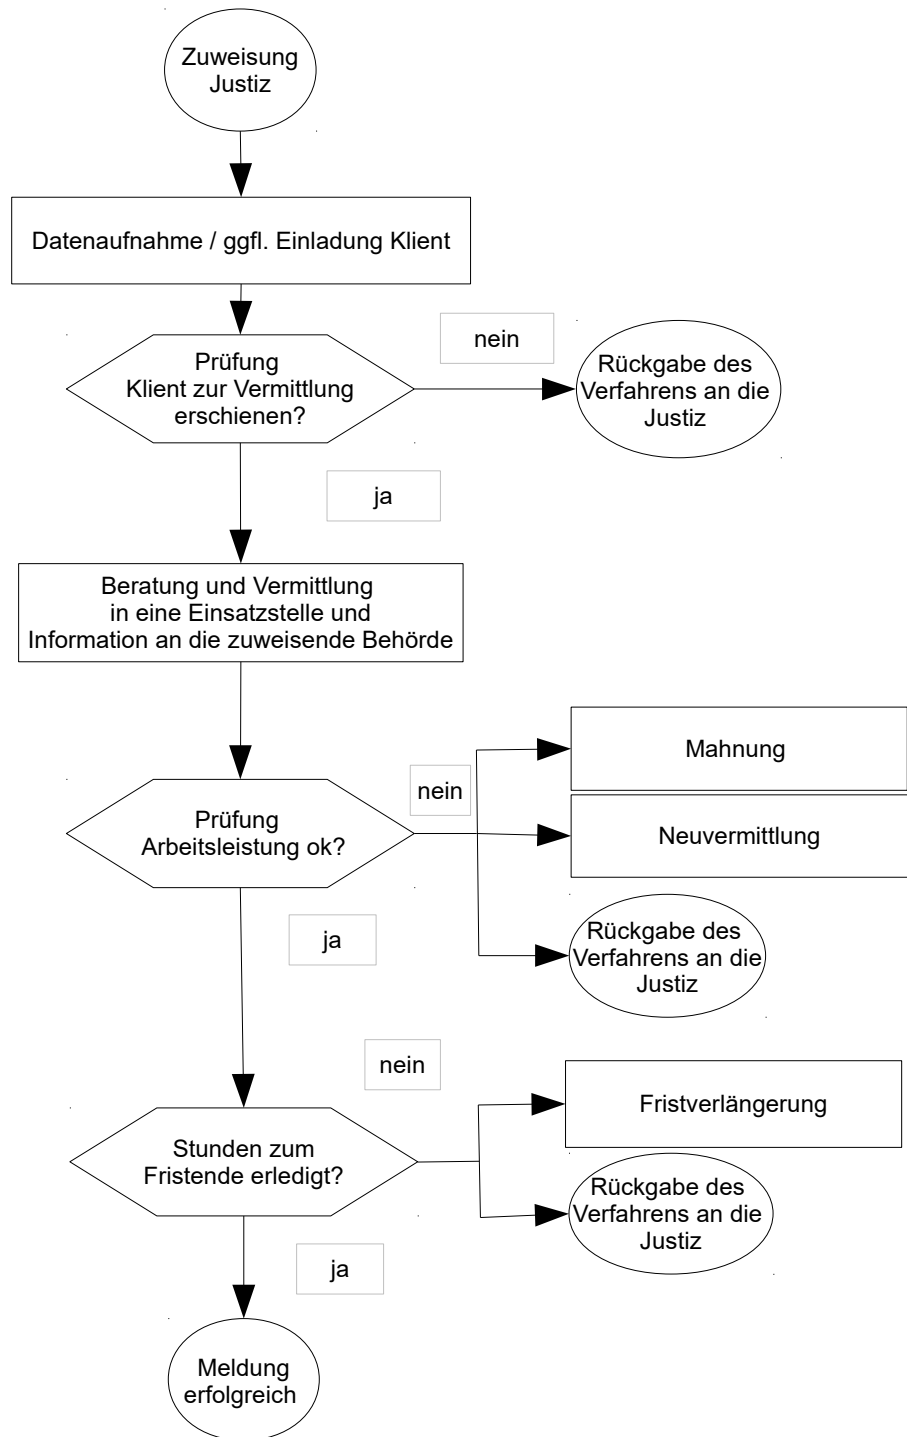 Zuweisung
Justiz
Datenaufnahme / ggfl. Einladung Klient
Prüfung
Klient zur Vermittlung
erschienen?
nein
Rückgabe des
Verfahrens an die
Justiz
ja
Beratung und Vermittlung
in eine Einsatzstelle und
Information an die zuweisende Behörde
Mahnung
nein
Prüfung
Arbeitsleistung ok?
Neuvermittlung
ja
Rückgabe des
Verfahrens an die
Justiz
nein
Fristverlängerung
Stunden zum
Fristende erledigt?
Rückgabe des
Verfahrens an die
Justiz
ja
Meldung
erfolgreich